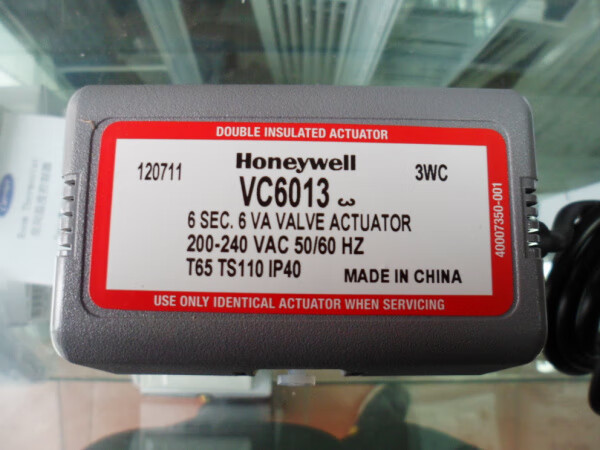 DOUBLE INSULATED ACTUATOR
Honeywell
120711
3WC
VC6013
6 SEC. 6 VA VALVE ACTUATOR
200-240 VAC 50/60 HZ
T65 TS110 IP40
MADE IN CHINA
40007350-001
USE ONLY IDENTICAL ACTUATOR WHEN SERVICING